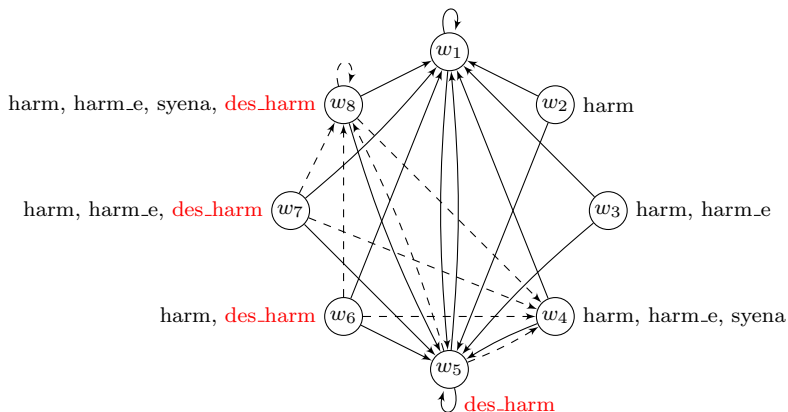 w1
harm, harm_e, syena, des_harm w8
w2 harm
harm, harm_e, des_harm w7
w3 harm, harm_e
harm, des_harm w6
w4 harm, harm_e, syena
w5
des_harm